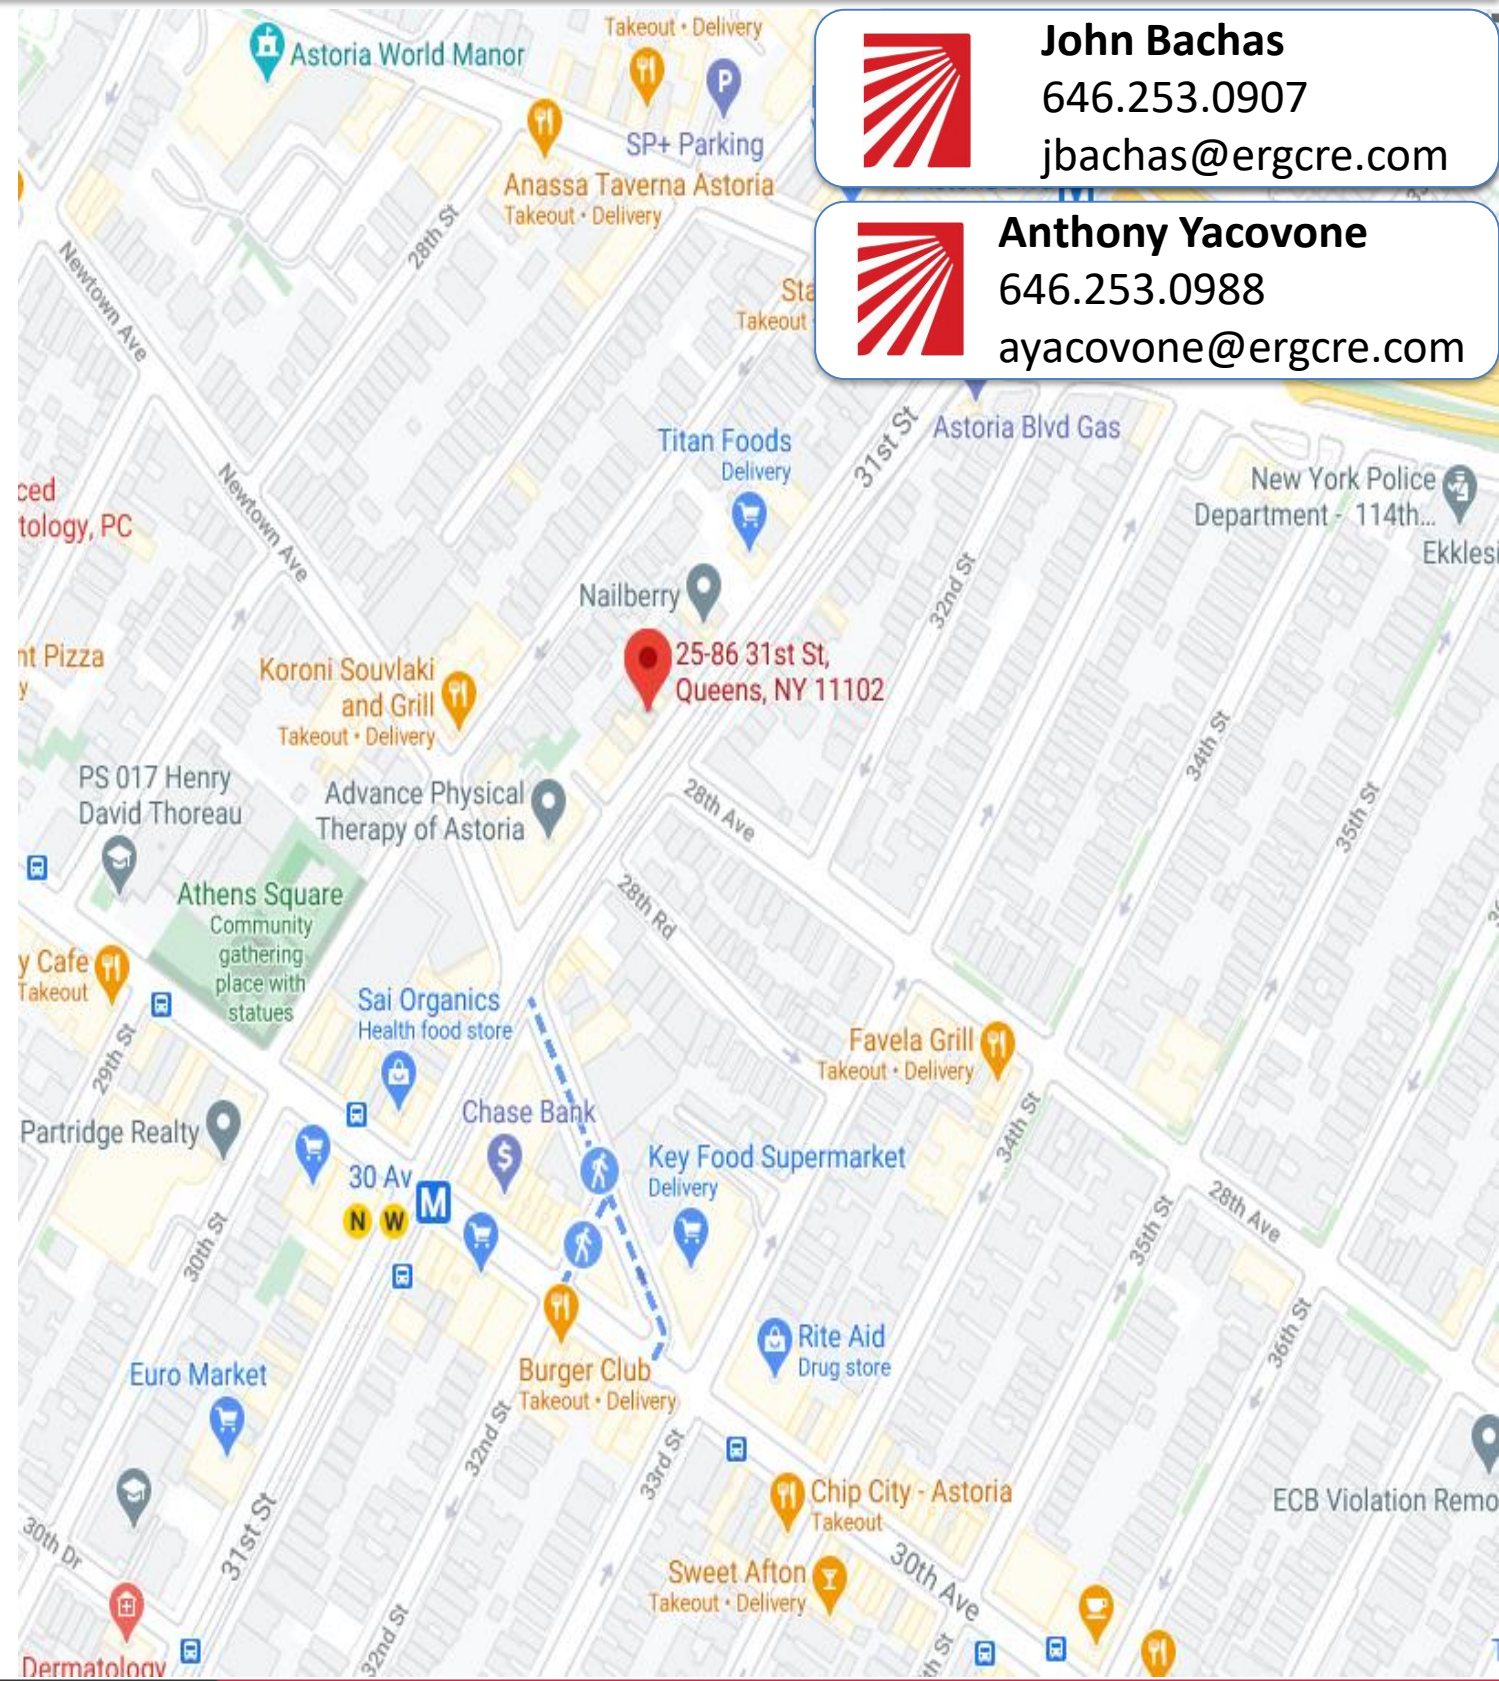 Takeout • Delivery
Astoria World Manor
SP+ Parking
Anassa Taverna Astoria
Takeout • Delivery
John Bachas
646.253.0907
jbachas@ergcre.com
Anthony Yacovone
646.253.0988
ayacovone@ergcre.com
28th St
Newtown Ave
Takeout
31st St
Astoria Blvd Gas
Titan Foods
Delivery
New York Police
Department - 114th...
Newtown Ave
tology, PC
Nailberry
32nd St
25-86 31st St,
Queens, NY 11102
Pizza
Koroni Souvlaki
and Grill
Takeout • Delivery
34th St
PS 017 Henry
David Thoreau
Advance Physical
Therapy of Astoria
28th Ave
35th St
Athens Square
Community
gathering
place with
statues
28th Rd
y Cafe
Takeout
Sai Organics
Health food store
Favela Grill
Takeout • Delivery
29th St
Partridge Realty
Chase Bank
34th St
Key Food Supermarket
Delivery
30 Av
M
N W
30th St
28th Ave
35th St
36th St
Rite Aid
Drug store
Euro Market
Burger Club
Takeout • Delivery
32nd St
33rd St
Chip City - Astoria
Takeout
ECB Violation Remo
31st St
30th Dr
30th Ave
Sweet Afton
Takeout • Delivery
32nd St
Dermatology